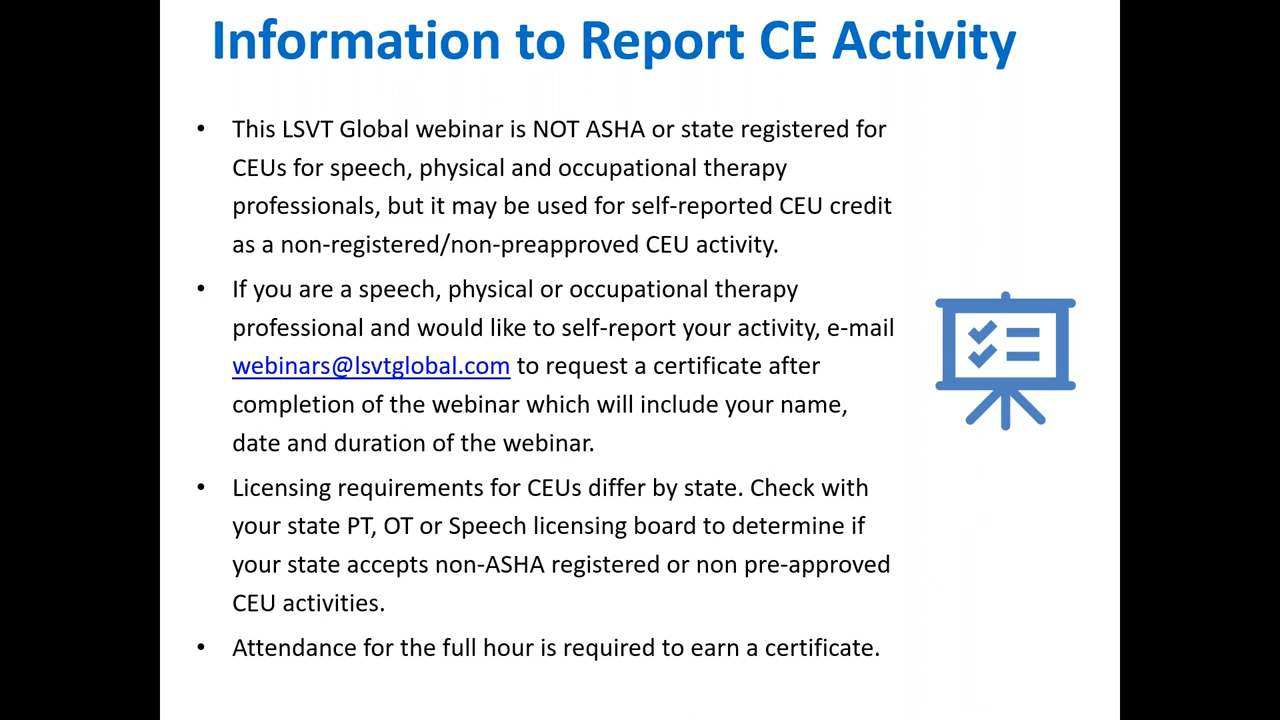 Information to Report CE Activity
• This LSVT Global webinar is NOT ASHA or state registered for
CEUs for speech, physical and occupational therapy
professionals, but it may be used for self-reported CEU credit
as a non-registered/non-preapproved CEU activity.
• If you are a speech, physical or occupational therapy
professional and would like to self-report your activity, e-mail
webinars@lsvtglobal.com to request a certificate after
completion of the webinar which will include your name,
date and duration of the webinar.
• Licensing requirements for CEUs differ by state. Check with
your state PT, OT or Speech licensing board to determine if
your state accepts non-ASHA registered or non pre-approved
CEU activities.
• Attendance for the full hour is required to earn a certificate.